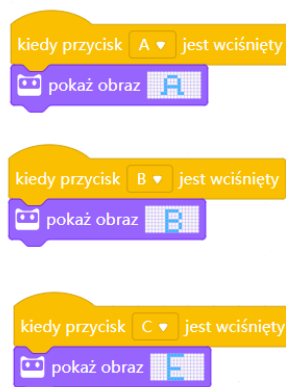 kiedy przycisk A jest wciśnięty
pokaż obraz A
kiedy przycisk B jest wciśnięty
pokaż obraz B
kiedy przycisk C jest wciśnięty
pokaż obraz E